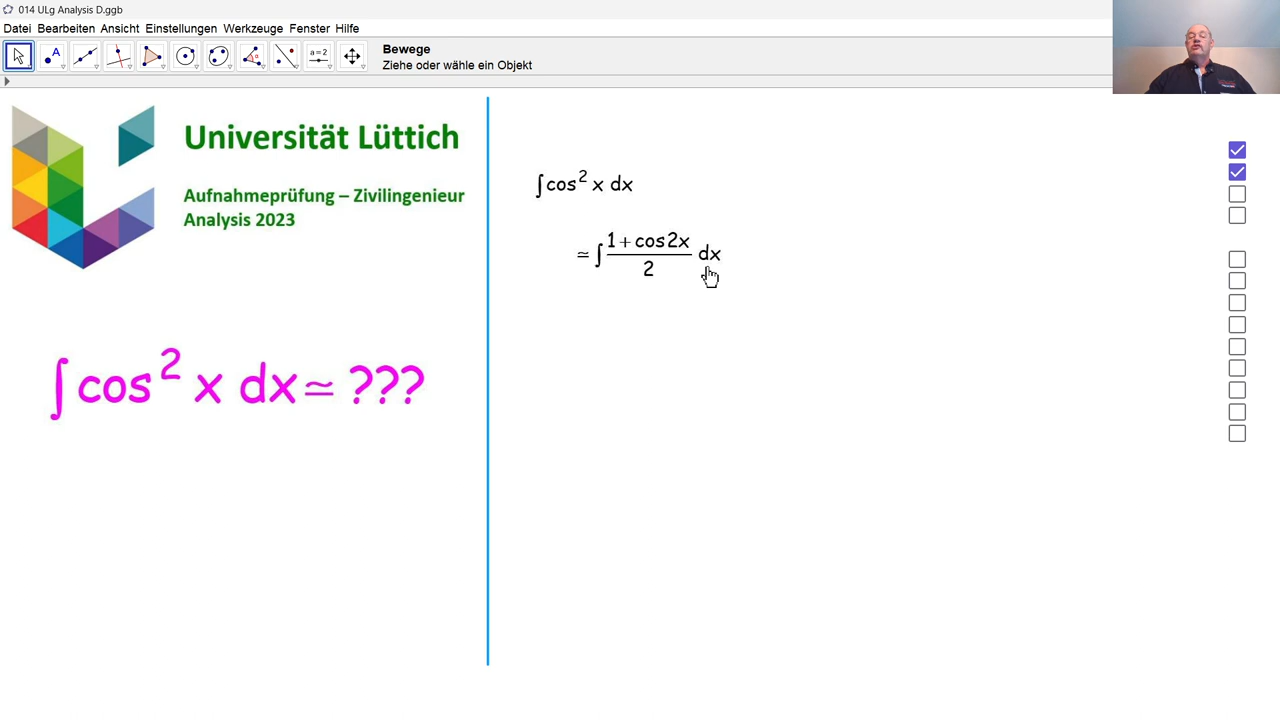 014 ULg Analysis D.ggb
Datei Bearbeiten Ansicht Einstellungen Werkzeuge Fenster Hilfe
A
a=2
Bewege
Ziehe oder wähle ein Objekt
Universität Lüttich
Aufnahmeprüfung – Zivilingenieur
Analysis 2023
∫cos² x dx ≃ ???
∫cos² x dx
≃ ∫ (1+cos2x)/2 dx